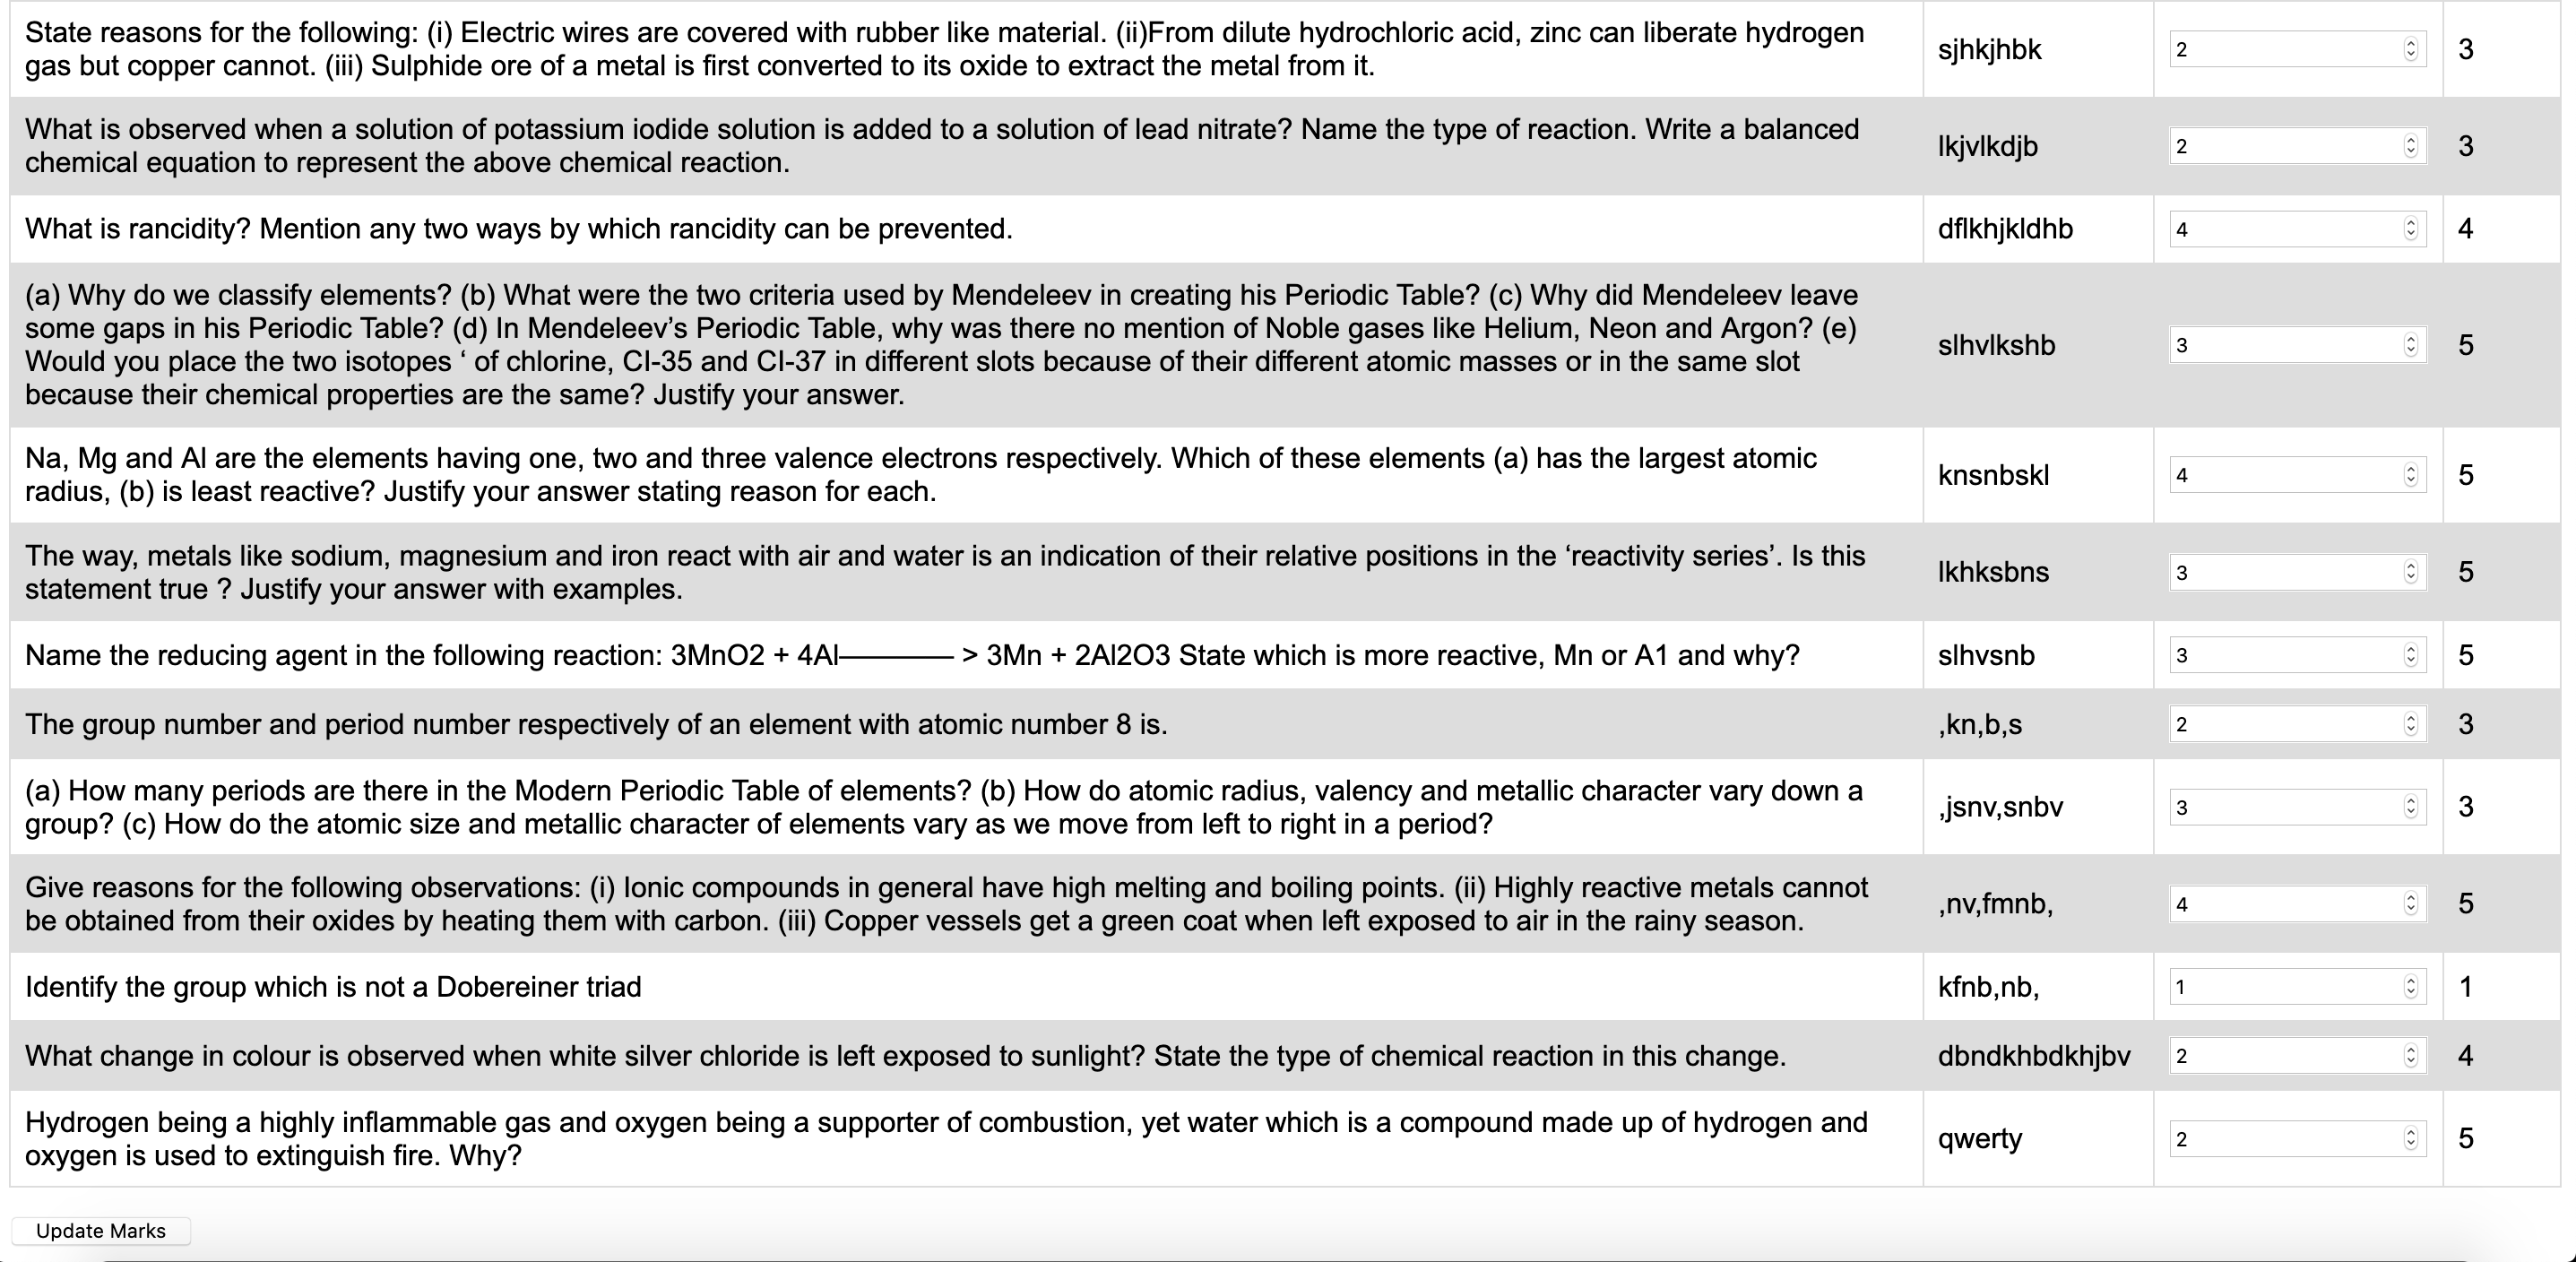 State reasons for the following: (i) Electric wires are covered with rubber like material. (ii)From dilute hydrochloric acid, zinc can liberate hydrogen
gas but copper cannot. (iii) Sulphide ore of a metal is first converted to its oxide to extract the metal from it.
sjhkjhbk
2
3
What is observed when a solution of potassium iodide solution is added to a solution of lead nitrate? Name the type of reaction. Write a balanced
chemical equation to represent the above chemical reaction.
lkjvlkdjb
2
3
What is rancidity? Mention any two ways by which rancidity can be prevented.
dflkhjkldhb
4
4
(a) Why do we classify elements? (b) What were the two criteria used by Mendeleev in creating his Periodic Table? (c) Why did Mendeleev leave
some gaps in his Periodic Table? (d) In Mendeleev’s Periodic Table, why was there no mention of Noble gases like Helium, Neon and Argon? (e)
Would you place the two isotopes ‘ of chlorine, CI-35 and CI-37 in different slots because of their different atomic masses or in the same slot
because their chemical properties are the same? Justify your answer.
slhvlkshb
3
5
Na, Mg and Al are the elements having one, two and three valence electrons respectively. Which of these elements (a) has the largest atomic
radius, (b) is least reactive? Justify your answer stating reason for each.
knsnbskl
4
5
The way, metals like sodium, magnesium and iron react with air and water is an indication of their relative positions in the ‘reactivity series’. Is this
statement true ? Justify your answer with examples.
lkhksbns
3
5
Name the reducing agent in the following reaction: 3MnO2 + 4Al———— > 3Mn + 2Al2O3 State which is more reactive, Mn or A1 and why?
slhvsnb
3
5
The group number and period number respectively of an element with atomic number 8 is.
,kn,b,s
2
3
(a) How many periods are there in the Modern Periodic Table of elements? (b) How do atomic radius, valency and metallic character vary down a
group? (c) How do the atomic size and metallic character of elements vary as we move from left to right in a period?
,jsnv,snbv
3
3
Give reasons for the following observations: (i) Ionic compounds in general have high melting and boiling points. (ii) Highly reactive metals cannot
be obtained from their oxides by heating them with carbon. (iii) Copper vessels get a green coat when left exposed to air in the rainy season.
,nv,fmnb,
4
5
Identify the group which is not a Dobereiner triad
kfnb,nb,
1
1
What change in colour is observed when white silver chloride is left exposed to sunlight? State the type of chemical reaction in this change.
dbndkhbdkhjbv
2
4
Hydrogen being a highly inflammable gas and oxygen being a supporter of combustion, yet water which is a compound made up of hydrogen and
oxygen is used to extinguish fire. Why?
qwerty
2
5
Update Marks